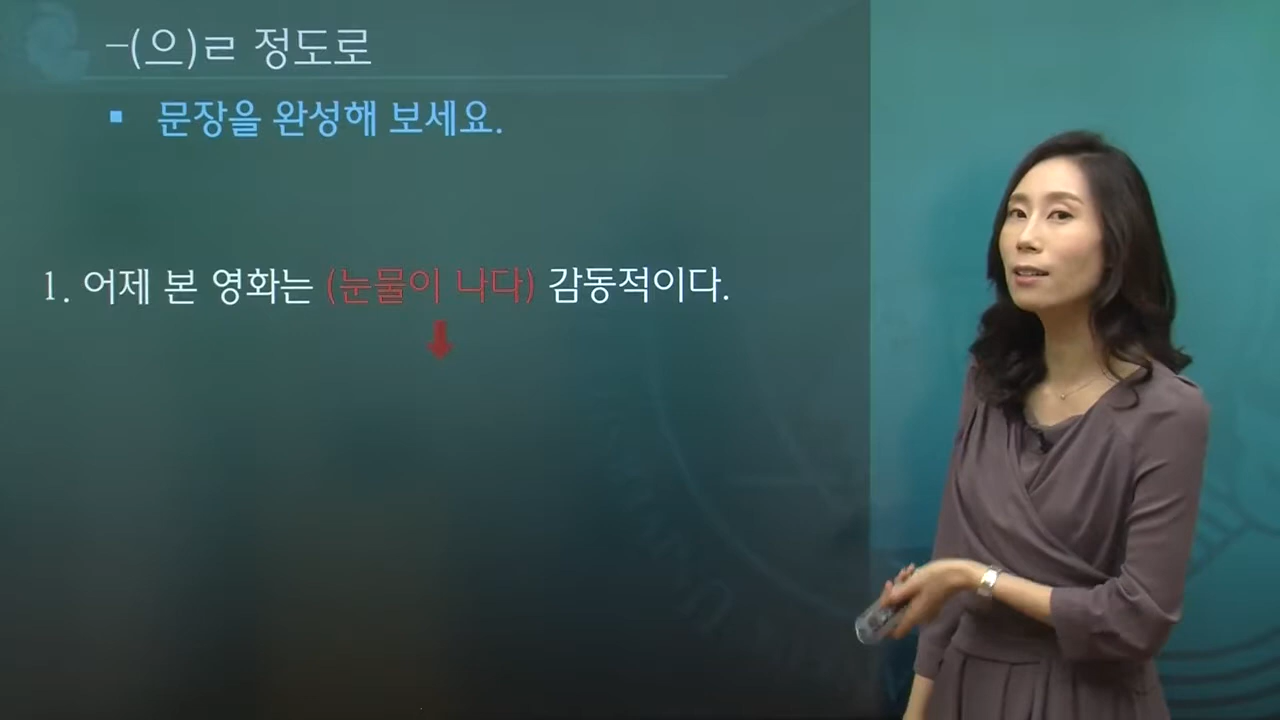 –(으)ㄹ 정도로
▪ 문장을 완성해 보세요.
1. 어제 본 영화는 (눈물이 나다) 감동적이다.